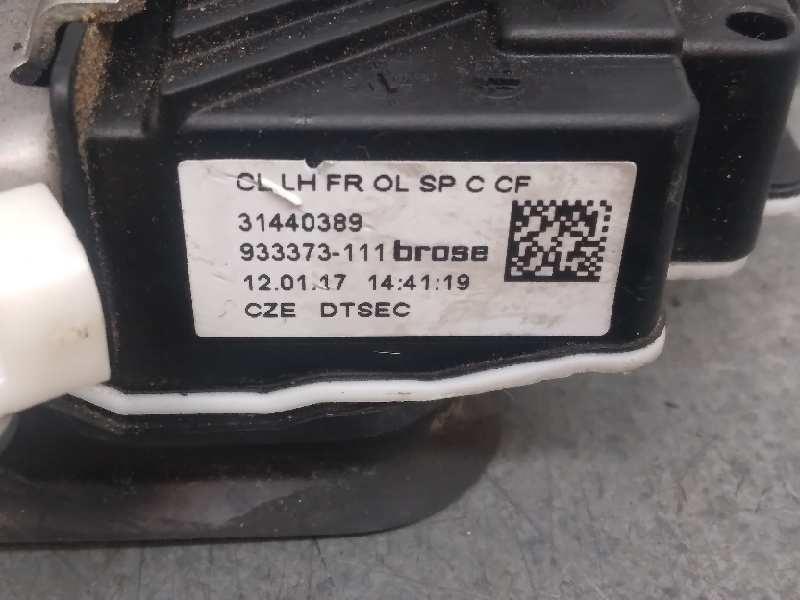 CL LH FR OL SP C CF
31440389
933373-111 brose
12.01.17 14:41:19
CZE DTSEC